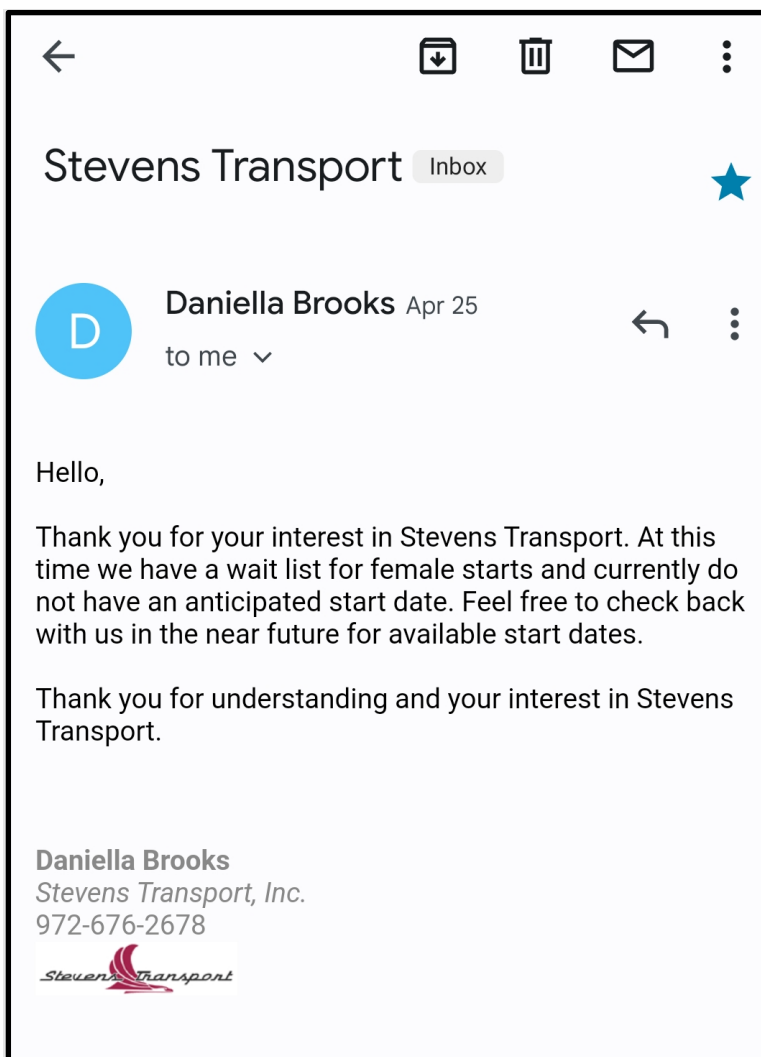 Stevens Transport Inbox
D
Daniella Brooks Apr 25
to me
Hello,
Thank you for your interest in Stevens Transport. At this
time we have a wait list for female starts and currently do
not have an anticipated start date. Feel free to check back
with us in the near future for available start dates.
Thank you for understanding and your interest in Stevens
Transport.
Daniella Brooks
Stevens Transport, Inc.
972-676-2678
Stevens Transport